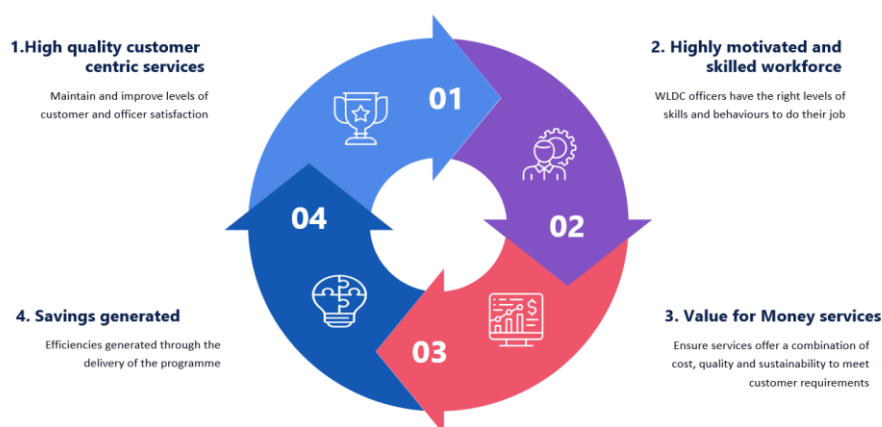 1.High quality customer
centric services
Maintain and improve levels of
customer and officer satisfaction
01
2. Highly motivated and
skilled workforce
WLDC officers have the right levels of
skills and behaviours to do their job
02
3. Value for Money services
Ensure services offer a combination of
cost, quality and sustainability to meet
customer requirements
03
4. Savings generated
Efficiencies generated through the
delivery of the programme
04
$